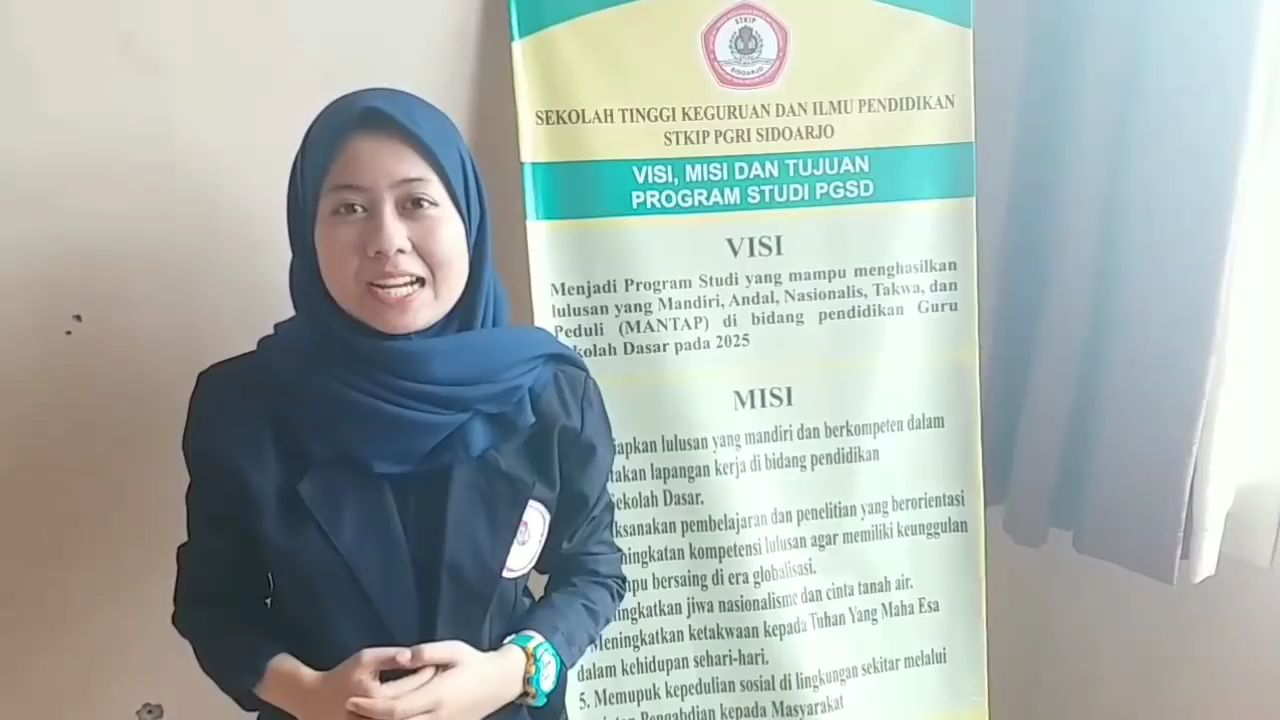 STKIP
SIDOARJO
SEKOLAH TINGGI KEGURUAN DAN ILMU PENDIDIKAN
STKIP PGRI SIDOARJO
VISI, MISI DAN TUJUAN
PROGRAM STUDI PGSD
VISI
Menjadi Program Studi yang mampu menghasilkan
lulusan yang Mandiri, Andal, Nasionalis, Takwa, dan
Peduli (MANTAP) di bidang pendidikan Guru
kolah Dasar pada 2025
MISI
iapkan lulusan yang mandiri dan berkompeten dalam
takan lapangan kerja di bidang pendidikan
Sekolah Dasar.
ksanakan pembelajaran dan penelitian yang berorientasi
ningkatan kompetensi lulusan agar memiliki keunggulan
mpu bersaing di era globalisasi.
ingkatkan jiwa nasionalisme dan cinta tanah air.
Meningkatkan ketakwaan kepada Tuhan Yang Maha Esa
dalam kehidupan sehari-hari.
5. Memupuk kepedulian sosial di lingkungan sekitar melalui
Pengabdian kepada Masyarakat